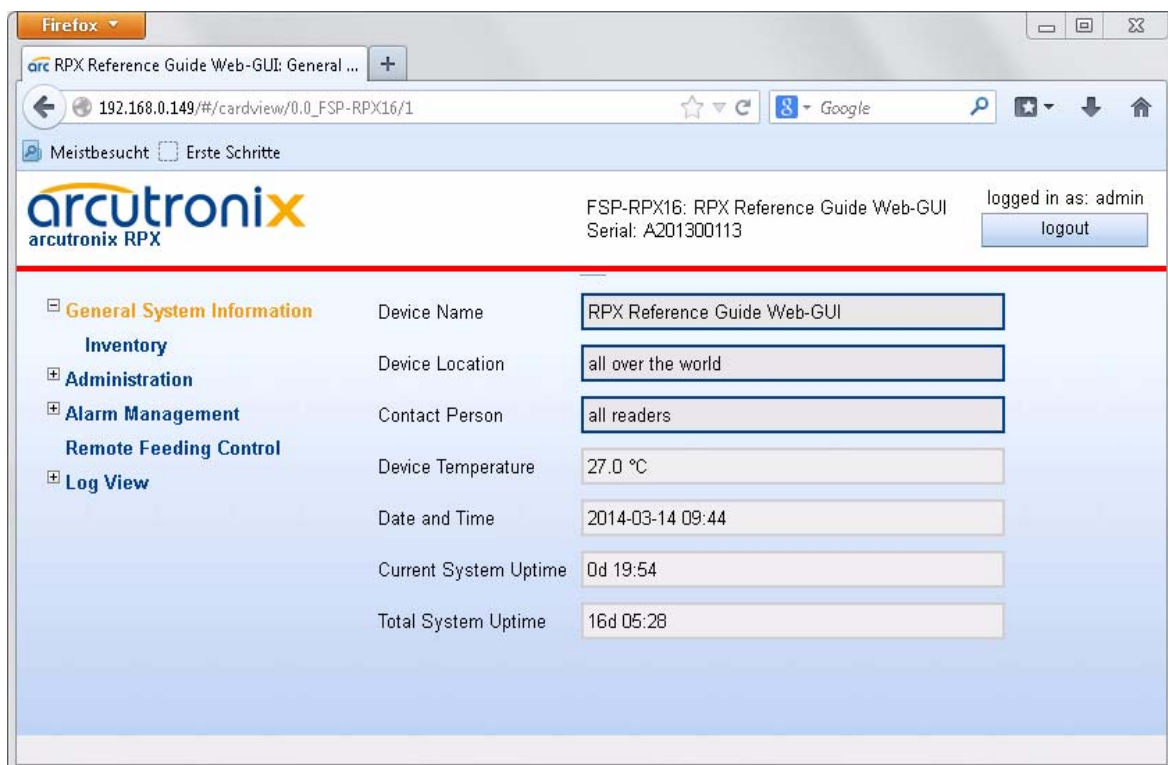 Firefox
arc RPX Reference Guide Web-GUI: General ...
192.168.0.149/#/cardview/0.0_FSP-RPX16/1
8 Google
Meistbesucht Erste Schritte
arcutronix
arcutronix RPX
FSP-RPX16: RPX Reference Guide Web-GUI
Serial: A201300113
logged in as: admin
logout
General System Information
Inventory
Administration
Alarm Management
Remote Feeding Control
Log View
Device Name RPX Reference Guide Web-GUI
Device Location all over the world
Contact Person all readers
Device Temperature 27.0 °C
Date and Time 2014-03-14 09:44
Current System Uptime 0d 19:54
Total System Uptime 16d 05:28